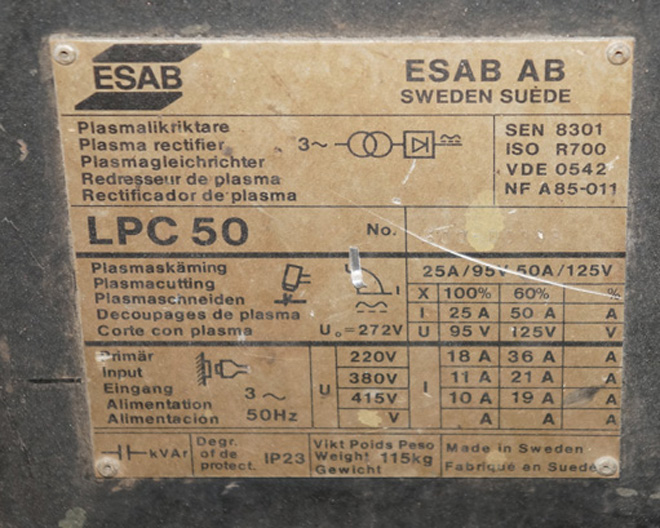 ESAB
ESAB AB
SWEDEN SUÈDE
Plasmalikriktare
Plasma rectifier
Plasmagleichrichter
Redresseur de plasma
Rectificador de plasma
3~
SEN 8301
ISO R700
VDE 0542
NF A85-011
LPC 50
No.
Plasmaskäming
Plasmacutting
Plasmaschneiden
Decoupages de plasma
Corte con plasma
U₀=272V
25A/95V 50A/125V
X 100% 60% %
I 25 A 50 A A
U 95 V 125V V
Primär
Input
Eingang
Alimentation
Alimentacion
3~
50Hz
U 220V I 18 A 36 A A
380V 11 A 21 A A
415V 10 A 19 A A
V A A A
kVAr
Degr.
of de
protect. IP23
Vikt Poids Peso
Weight 115kg
Gewicht
Made in Sweden
Fabriqué en Suede